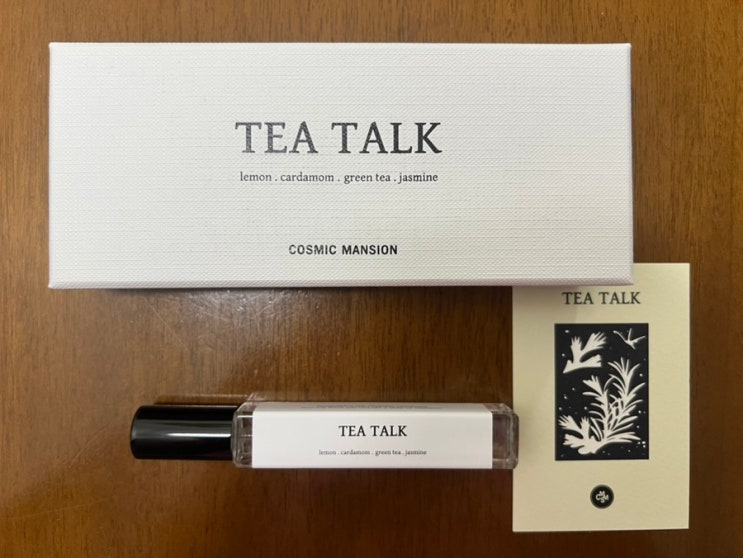 TEA TALK
lemon . cardamom . green tea . jasmine
COSMIC MANSION
TEA TALK
TEA TALK
lemon . cardamom . green tea . jasmine